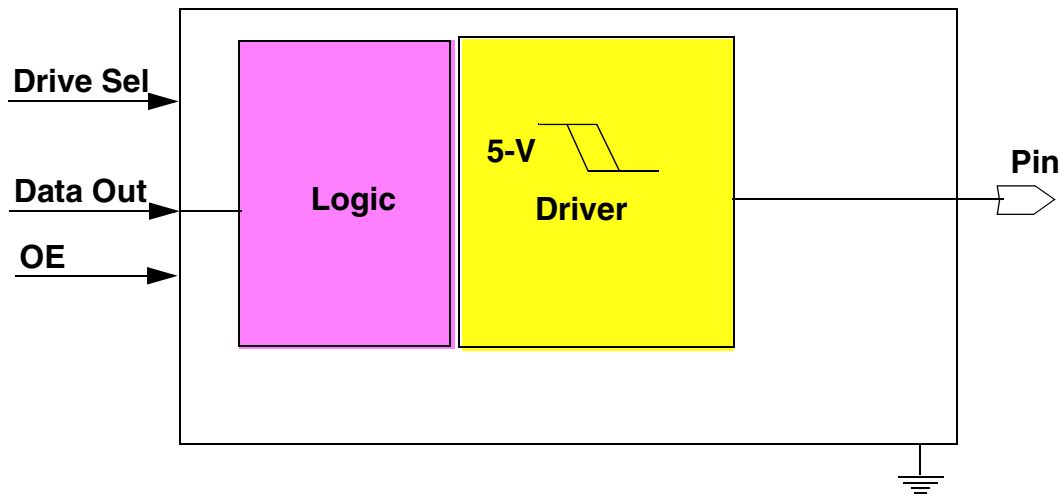 Drive Sel
Data Out
OE
Logic
5-V
Driver
Pin